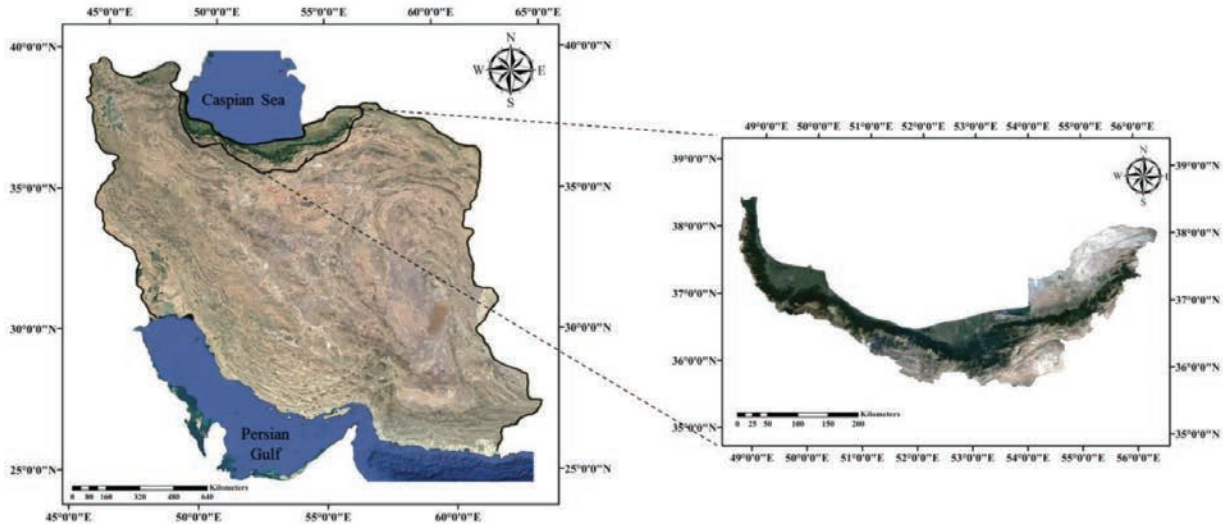 45°0'0"N 50°0'0"N 55°0'0"N 60°0'0"N 65°0'0"N
40°0'0"N 40°0'0"N
N
W E
S
Caspian Sea
35°0'0"N 35°0'0"N
30°0'0"N 30°0'0"N
Persian
Gulf
25°0'0"N 25°0'0"N
Kilometers
0 80 160 320 480 640
45°0'0"N 50°0'0"N 55°0'0"N 60°0'0"N
49°0'0"N 50°0'0"N 51°0'0"N 52°0'0"N 53°0'0"N 54°0'0"N 55°0'0"N 56°0'0"N
39°0'0"N 39°0'0"N
N
W
S
38°0'0"N 38°0'0"N
37°0'0"N 37°0'0"N
36°0'0"N 36°0'0"N
Kilometers
0 25 50 100 150 200
35°0'0"N 35°0'0"N
49°0'0"N 50°0'0"N 51°0'0"N 52°0'0"N 53°0'0"N 54°0'0"N 55°0'0"N 56°0'0"N